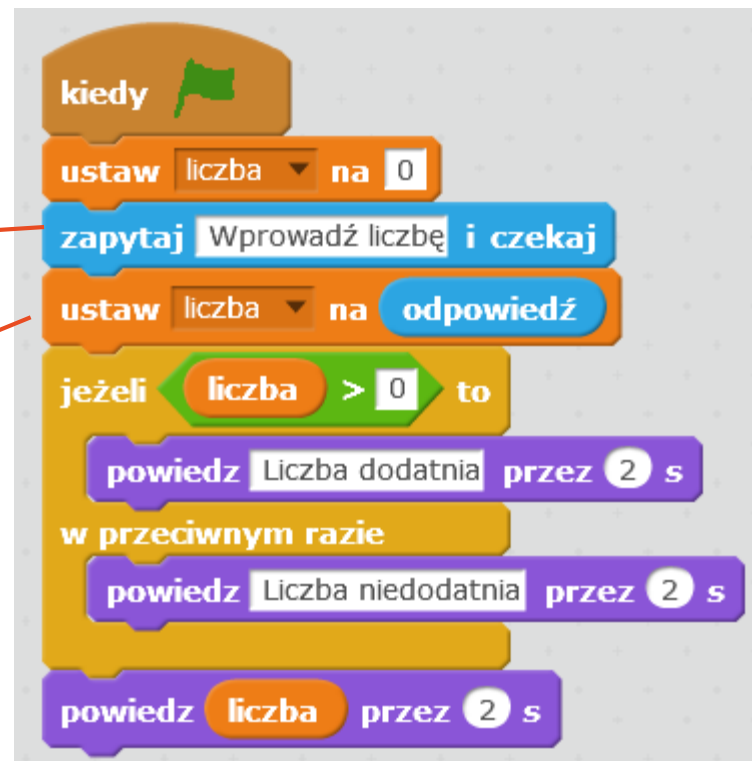 kiedy
ustaw liczba na 0
zapytaj Wprowadź liczbę i czekaj
ustaw liczba na odpowiedź
jeżeli liczba > 0 to
powiedz Liczba dodatnia przez 2 s
w przeciwnym razie
powiedz Liczba niedodatnia przez 2 s
powiedz liczba przez 2 s